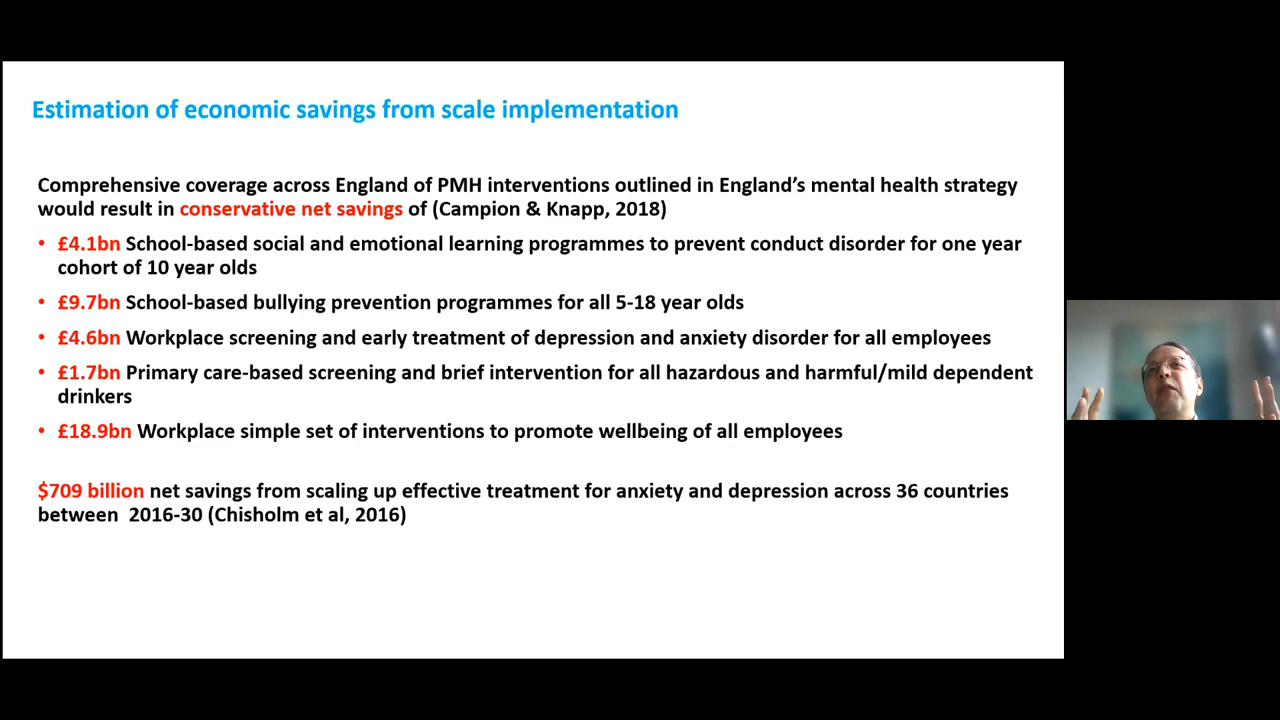 Estimation of economic savings from scale implementation
Comprehensive coverage across England of PMH interventions outlined in England’s mental health strategy
would result in conservative net savings of (Campion & Knapp, 2018)
• £4.1bn School-based social and emotional learning programmes to prevent conduct disorder for one year
cohort of 10 year olds
• £9.7bn School-based bullying prevention programmes for all 5-18 year olds
• £4.6bn Workplace screening and early treatment of depression and anxiety disorder for all employees
• £1.7bn Primary care-based screening and brief intervention for all hazardous and harmful/mild dependent
drinkers
• £18.9bn Workplace simple set of interventions to promote wellbeing of all employees
$709 billion net savings from scaling up effective treatment for anxiety and depression across 36 countries
between  2016-30 (Chisholm et al, 2016)